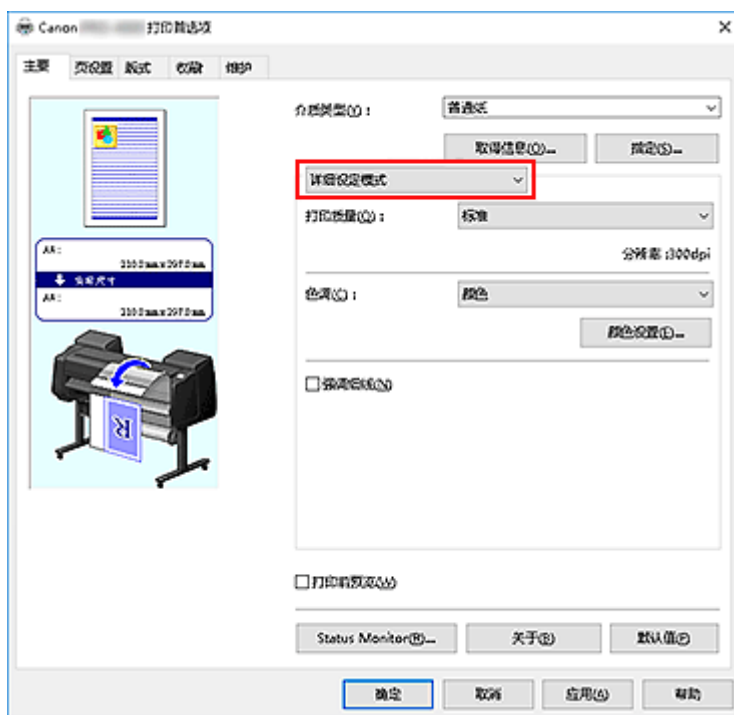 Canon 打印首选项
主要 页设置 版式 收藏 维护
介质类型(Y)： 普通纸
取得信息(O)... 指定(S)...
详细设定模式
打印质量(Q)： 标准
分辨率:300dpi
色调(C)： 颜色
颜色设置(E)...
强调细线(N)
打印前预览(W)
Status Monitor(R)... 关于(B) 默认值(F)
确定 取消 应用(A) 帮助
A4 :
210.0mm x 297.0mm
A4 :
210.0mm x 297.0mm
R